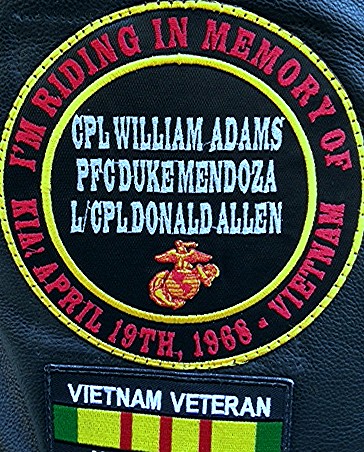 I'M RIDING IN MEMORY OF
CPL WILLIAM ADAMS
PFC DUKE MENDOZA
L/CPL DONALD ALLEN
KIA, APRIL 19TH, 1968 - VIETNAM
VIETNAM VETERAN